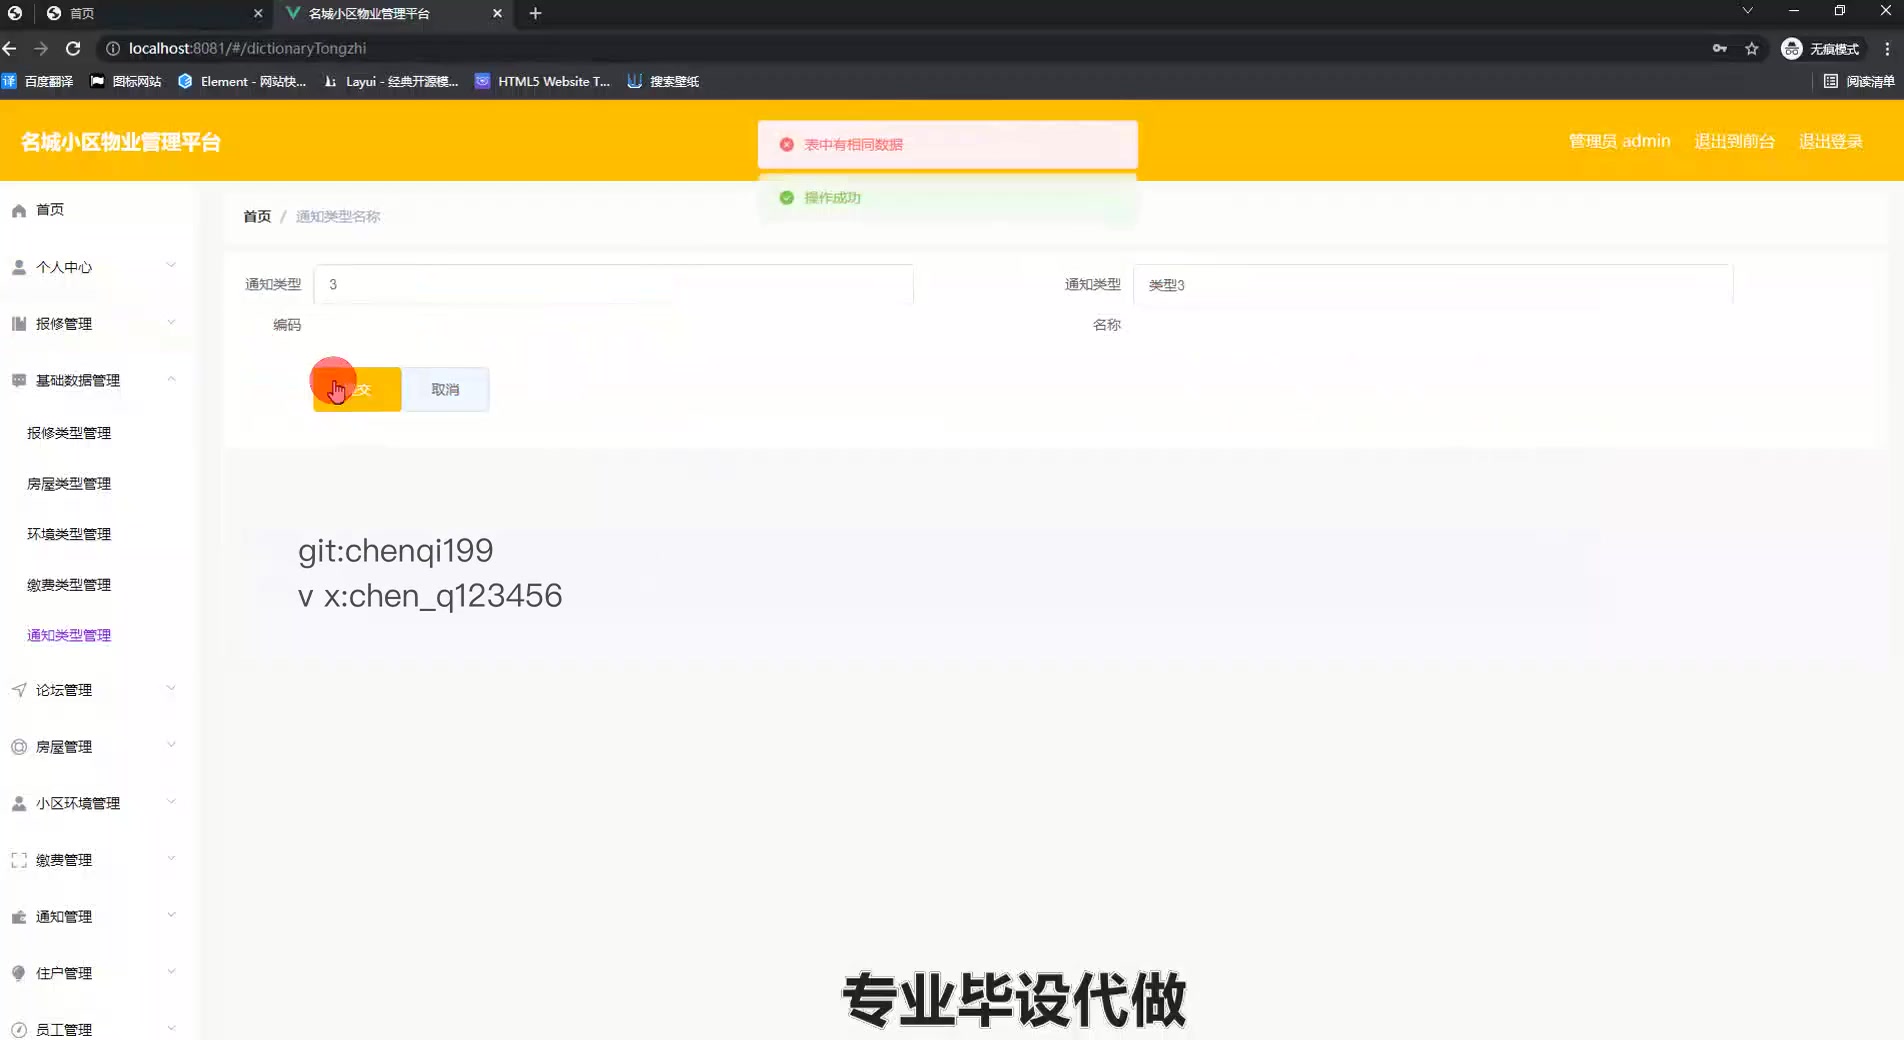 首页
名城小区物业管理平台
localhost:8081/#/dictionaryTongzhi
无痕模式
译 百度翻译
图标网站
Element - 网站快...
Layui - 经典开源模...
HTML5 Website T...
搜索壁纸
阅读清单
名城小区物业管理平台
表中有相同数据
操作成功
管理员 admin
退出到前台
退出登录
首页
个人中心
报修管理
基础数据管理
报修类型管理
房屋类型管理
环境类型管理
缴费类型管理
通知类型管理
论坛管理
房屋管理
小区环境管理
缴费管理
通知管理
住户管理
员工管理
首页 / 通知类型名称
通知类型编码
3
通知类型名称
类型3
交
取消
git:chenqi199
v x:chen_q123456
专业毕设代做